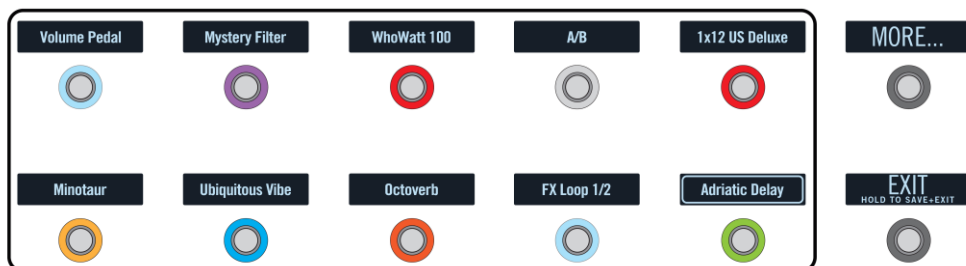 Volume Pedal
Mystery Filter
WhoWatt 100
A/B
1x12 US Deluxe
MORE...
Minotaur
Ubiquitous Vibe
Octoverb
FX Loop 1/2
Adriatic Delay
EXIT
HOLD TO SAVE+EXIT